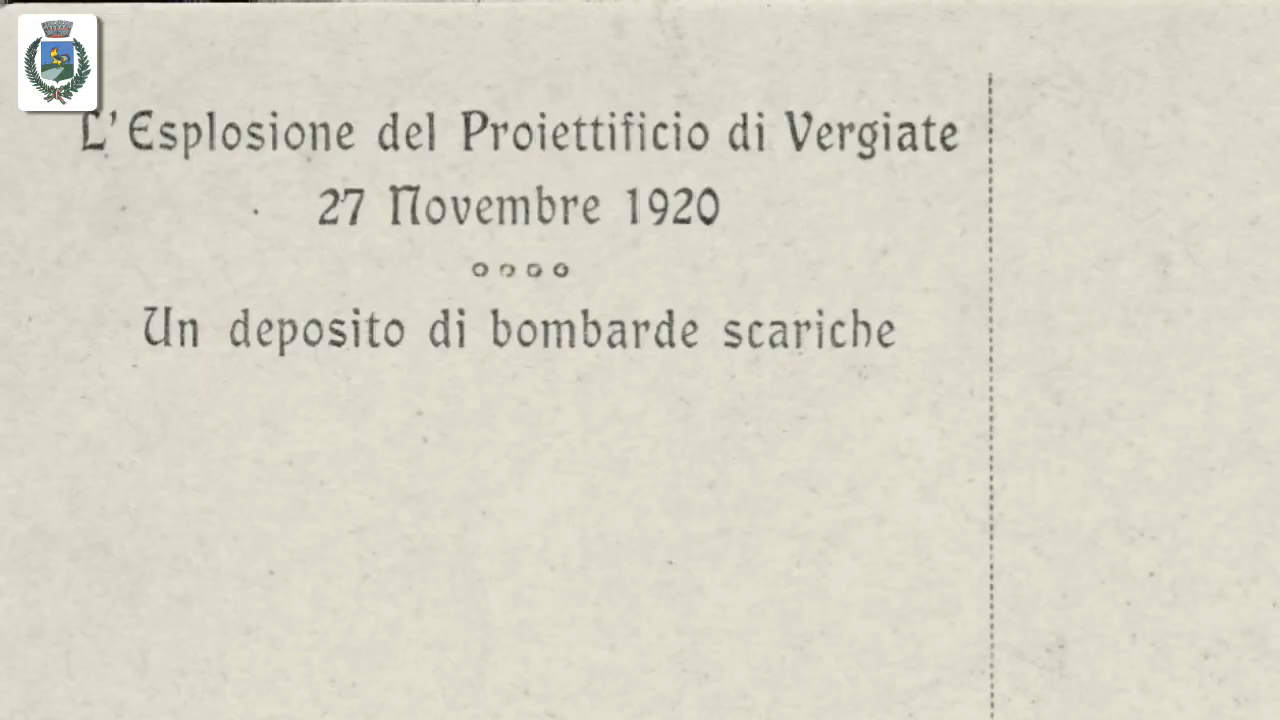 L'Esplosione del Proiettificio di Vergiate
27 Novembre 1920
Un deposito di bombarde scariche